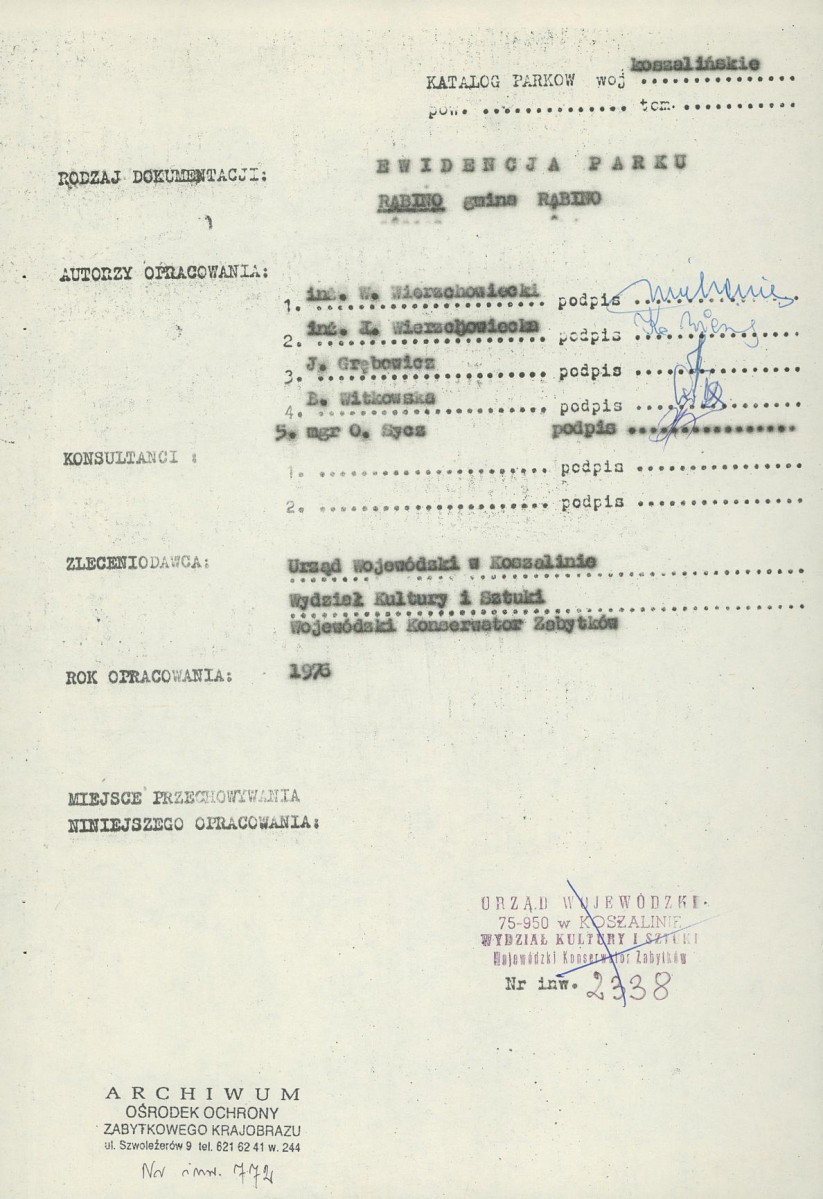 KATALOG PARKOW woj koszalińskie
pow. .............. tom. ............
RODZAJ DOKUMENTACJI: EWIDENCJA PARKU
RĄBINO gmina RĄBINO
AUTORZY OPRACOWANIA:
1. inż. W. Wierzchowiecki podpis
2. inż. K. Wierzchowiecka podpis
3. J. Grębowicz podpis
4. B. Witkowska podpis
5. mgr O. Sycz podpis
KONSULTANCI :
1. ........................ podpis ................
2. ........................ podpis ................
ZLECENIODAWCA: Urząd Wojewódski w Koszalinie
Wydział Kultury i Sztuki
Wojewódski Konserwator Zabytków
ROK OPRACOWANIA: 1976
MIEJSCE PRZECHOWYWANIA
NINIEJSZEGO OPRACOWANIA:
URZĄD WOJEWÓDZKI
75-950 w KOSZALINIE
WYDZIAŁ KULTURY I SZTUKI
Wojewódzki Konserwator Zabytków
Nr inw. 2338
ARCHIWUM
OŚRODEK OCHRONY
ZABYTKOWEGO KRAJOBRAZU
ul. Szwoleżerów 9 tel. 621 62 41 w. 244
Nr inw. 772